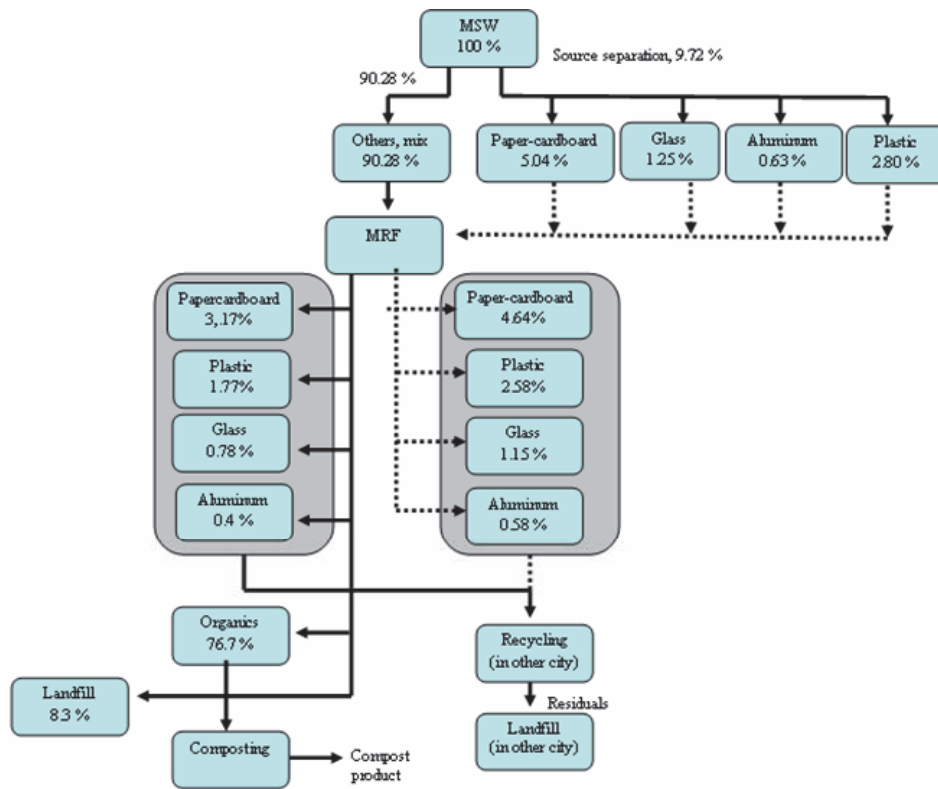 MSW
100 %
Source separation, 9.72 %
90.28 %
Others, mix
90.28 %
Paper-cardboard
5.04 %
Glass
1.25 %
Aluminum
0.63 %
Plastic
2.80 %
MRF
Papercardboard
3,.17%
Paper-cardboard
4.64%
Plastic
1.77%
Plastic
2.58%
Glass
0.78 %
Glass
1.15 %
Aluminum
0.4 %
Aluminum
0.58 %
Organics
76.7 %
Recycling
(in other city)
Landfill
8.3 %
Residuals
Landfill
(in other city)
Composting
Compost
product